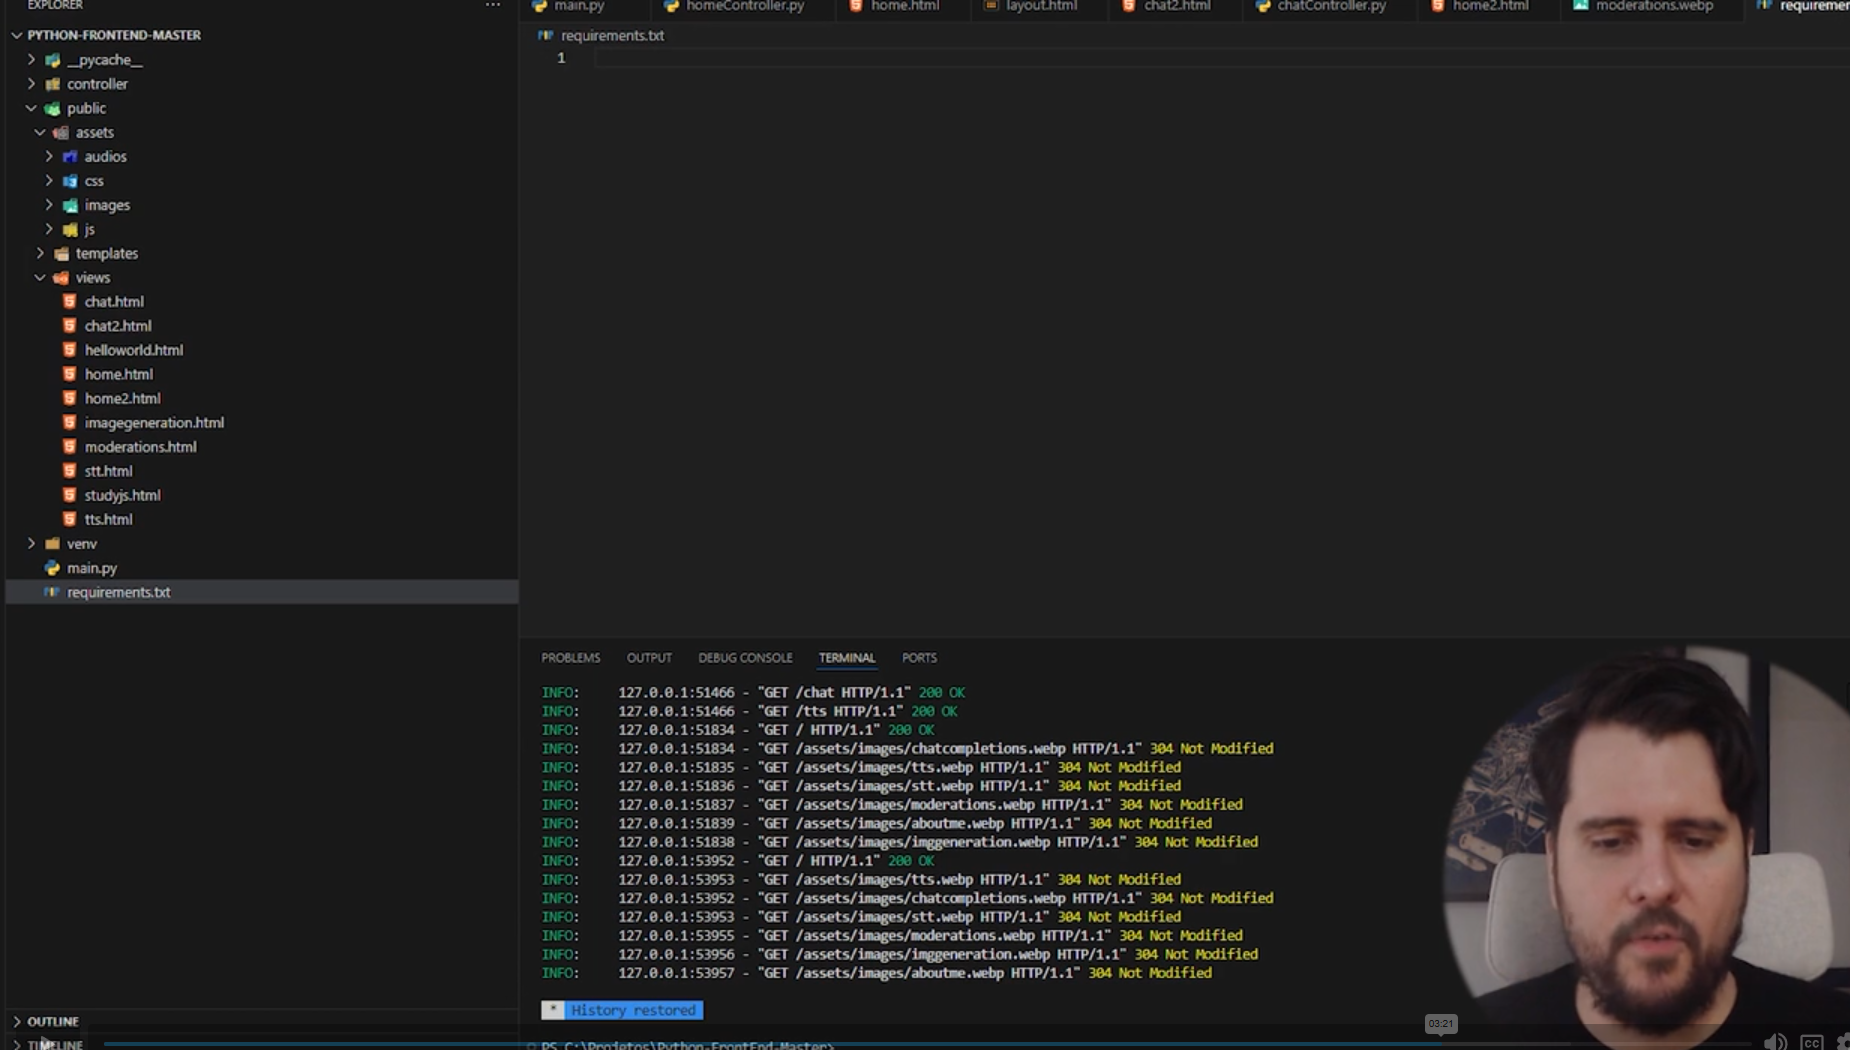 EXPLORER
PYTHON-FRONTEND-MASTER
__pycache__
controller
public
assets
audios
css
images
js
templates
views
chat.html
chat2.html
helloworld.html
home.html
home2.html
imagegeneration.html
moderations.html
stt.html
studyjs.html
tts.html
venv
main.py
requirements.txt
OUTLINE
TIMELINE
main.py homeController.py home.html layout.html chat2.html chatController.py home2.html moderations.webp requiremen
requirements.txt
1
PROBLEMS OUTPUT DEBUG CONSOLE TERMINAL PORTS
INFO: 127.0.0.1:51466 - "GET /chat HTTP/1.1" 200 OK
INFO: 127.0.0.1:51466 - "GET /tts HTTP/1.1" 200 OK
INFO: 127.0.0.1:51834 - "GET / HTTP/1.1" 200 OK
INFO: 127.0.0.1:51834 - "GET /assets/images/chatcompletions.webp HTTP/1.1" 304 Not Modified
INFO: 127.0.0.1:51835 - "GET /assets/images/tts.webp HTTP/1.1" 304 Not Modified
INFO: 127.0.0.1:51836 - "GET /assets/images/stt.webp HTTP/1.1" 304 Not Modified
INFO: 127.0.0.1:51837 - "GET /assets/images/moderations.webp HTTP/1.1" 304 Not Modified
INFO: 127.0.0.1:51839 - "GET /assets/images/aboutme.webp HTTP/1.1" 304 Not Modified
INFO: 127.0.0.1:51838 - "GET /assets/images/imggeneration.webp HTTP/1.1" 304 Not Modified
INFO: 127.0.0.1:53952 - "GET / HTTP/1.1" 200 OK
INFO: 127.0.0.1:53953 - "GET /assets/images/tts.webp HTTP/1.1" 304 Not Modified
INFO: 127.0.0.1:53952 - "GET /assets/images/chatcompletions.webp HTTP/1.1" 304 Not Modified
INFO: 127.0.0.1:53953 - "GET /assets/images/stt.webp HTTP/1.1" 304 Not Modified
INFO: 127.0.0.1:53955 - "GET /assets/images/moderations.webp HTTP/1.1" 304 Not Modified
INFO: 127.0.0.1:53956 - "GET /assets/images/imggeneration.webp HTTP/1.1" 304 Not Modified
INFO: 127.0.0.1:53957 - "GET /assets/images/aboutme.webp HTTP/1.1" 304 Not Modified
* History restored
03:21
PS C:\Projetos\Python-FrontEnd-Master>
CC